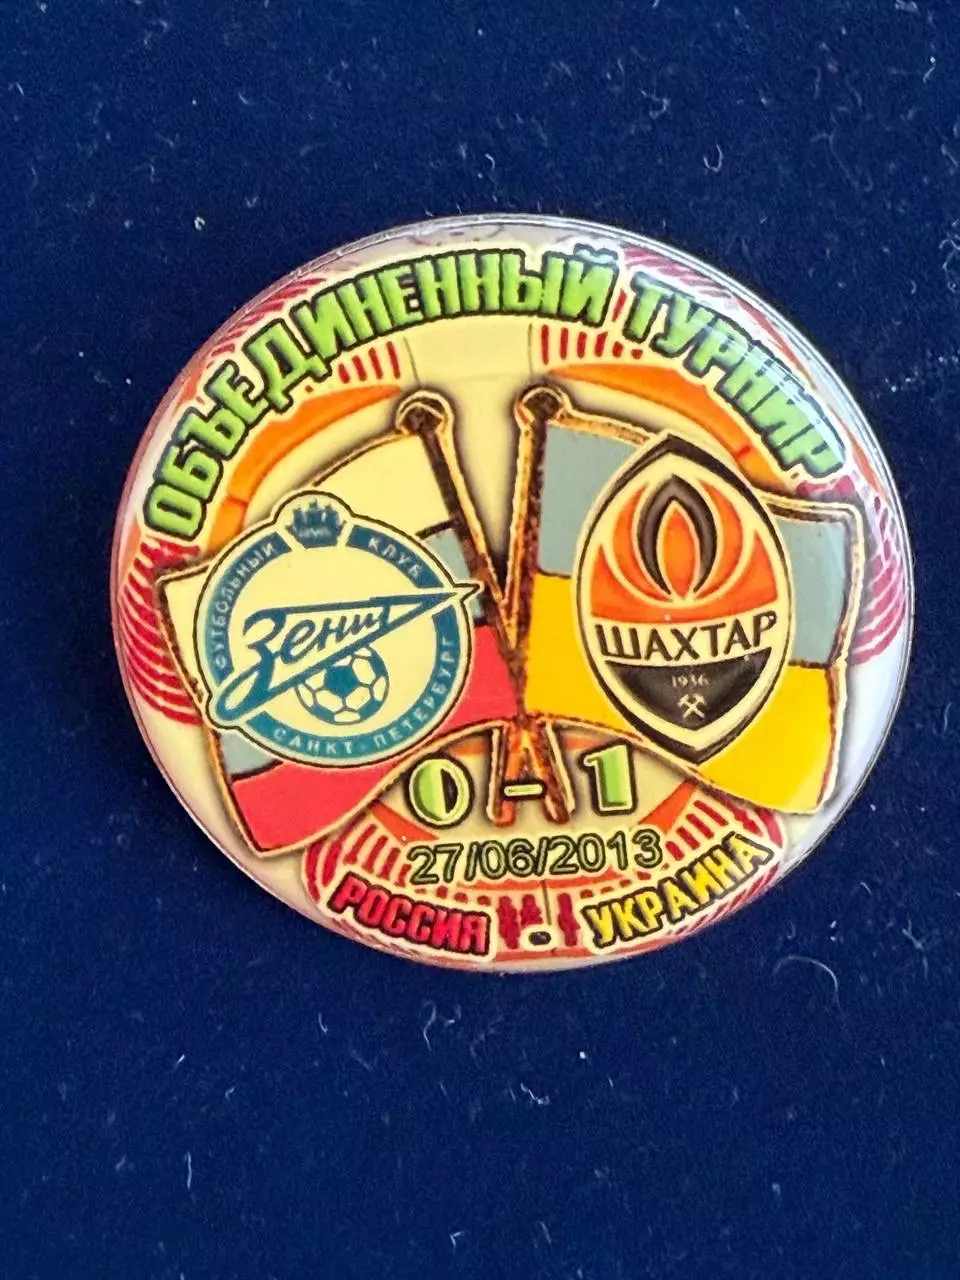 ОБЪЕДИНЕННЫЙ ТУРНИР
ФУТБОЛЬНЫЙ КЛУБ
Зенит
САНКТ-ПЕТЕРБУРГ
ШАХТАР
1936
0 - 1
27/06/2013
РОССИЯ - УКРАИНА